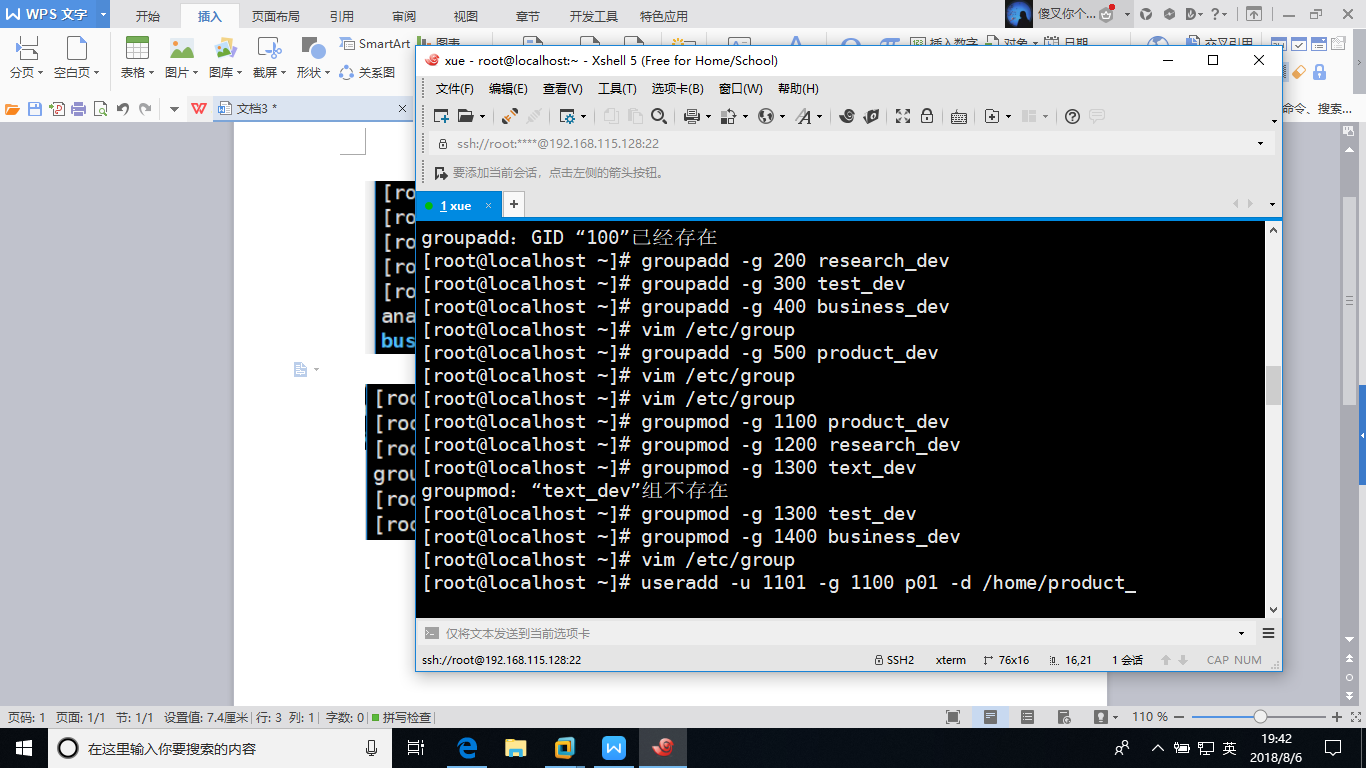 WPS 文字
开始 插入 页面布局 引用 审阅 视图 章节 开发工具 特色应用
傻叉你个...
分页 空白页 表格 图片 图库 截屏 形状 SmartArt 关系图
文档3 *
命令、搜索...
xue - root@localhost:~ - Xshell 5 (Free for Home/School)
文件(F) 编辑(E) 查看(V) 工具(T) 选项卡(B) 窗口(W) 帮助(H)
ssh://root:****@192.168.115.128:22
要添加当前会话，点击左侧的箭头按钮。
1 xue
groupadd：GID “100”已经存在
[root@localhost ~]# groupadd -g 200 research_dev
[root@localhost ~]# groupadd -g 300 test_dev
[root@localhost ~]# groupadd -g 400 business_dev
[root@localhost ~]# vim /etc/group
[root@localhost ~]# groupadd -g 500 product_dev
[root@localhost ~]# vim /etc/group
[root@localhost ~]# vim /etc/group
[root@localhost ~]# groupmod -g 1100 product_dev
[root@localhost ~]# groupmod -g 1200 research_dev
[root@localhost ~]# groupmod -g 1300 text_dev
groupmod：“text_dev”组不存在
[root@localhost ~]# groupmod -g 1300 test_dev
[root@localhost ~]# groupmod -g 1400 business_dev
[root@localhost ~]# vim /etc/group
[root@localhost ~]# useradd -u 1101 -g 1100 p01 -d /home/product_
仅将文本发送到当前选项卡
ssh://root@192.168.115.128:22 SSH2 xterm 76x16 16,21 1 会话 CAP NUM
[ro
[ro
[ro
[ro
[ro
ana
bus
[roo
[roo
[roo
grou
[roo
[roo
页码: 1 页面: 1/1 节: 1/1 设置值: 7.4厘米 行: 3 列: 1 字数: 0 拼写检查 110 %
在这里输入你要搜索的内容
英
19:42
2018/8/6